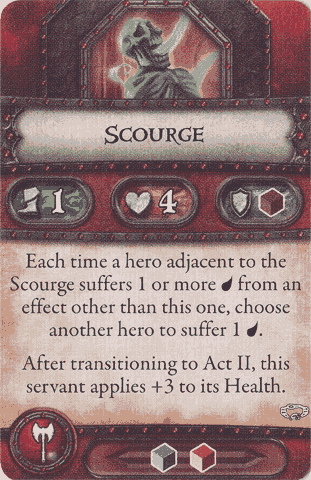 SCOURGE
1
4
Each time a hero adjacent to the
Scourge suffers 1 or more from an
effect other than this one, choose
another hero to suffer 1 .
After transitioning to Act II, this
servant applies +3 to its Health.